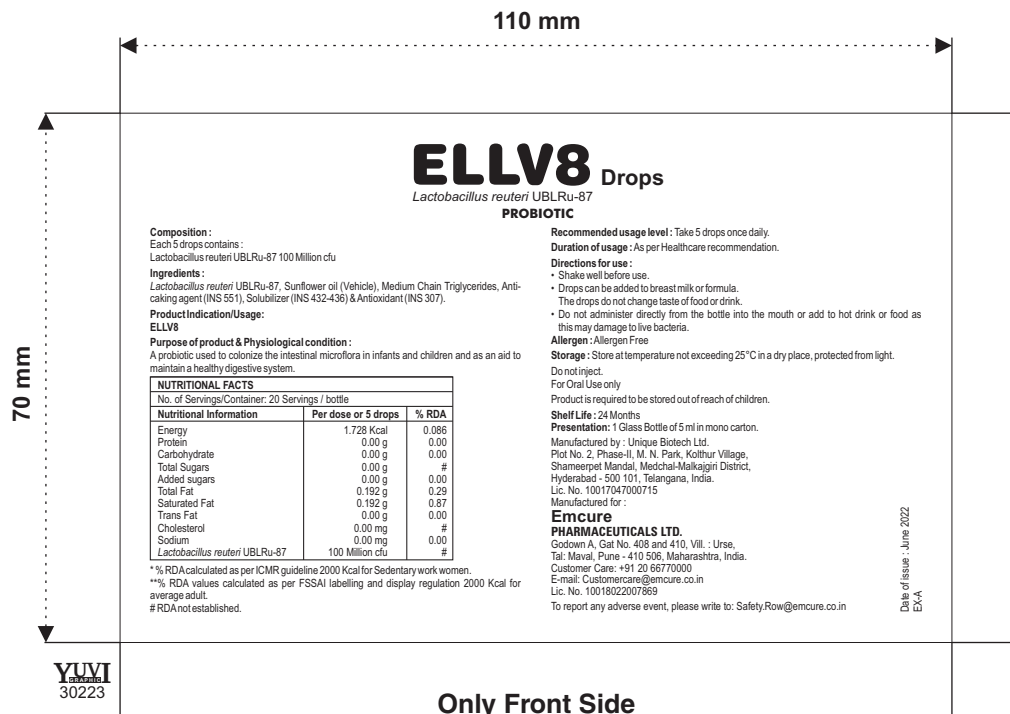 110 mm
70 mm
ELLV8 Drops
Lactobacillus reuteri UBLRu-87
PROBIOTIC
Composition :
Each 5 drops contains :
Lactobacillus reuteri UBLRu-87 100 Million cfu
Ingredients :
Lactobacillus reuteri UBLRu-87, Sunflower oil (Vehicle), Medium Chain Triglycerides, Anti-
caking agent (INS 551), Solubilizer (INS 432-436) & Antioxidant (INS 307).
Product Indication/Usage:
ELLV8
Purpose of product & Physiological condition :
A probiotic used to colonize the intestinal microflora in infants and children and as an aid to
maintain a healthy digestive system.
NUTRITIONAL FACTS
No. of Servings/Container: 20 Servings / bottle
Nutritional Information Per dose or 5 drops % RDA
Energy 1.728 Kcal 0.086
Protein 0.00 g 0.00
Carbohydrate 0.00 g 0.00
Total Sugars 0.00 g #
Added sugars 0.00 g 0.00
Total Fat 0.192 g 0.29
Saturated Fat 0.192 g 0.87
Trans Fat 0.00 g 0.00
Cholesterol 0.00 mg #
Sodium 0.00 mg 0.00
Lactobacillus reuteri UBLRu-87 100 Million cfu #
* % RDA calculated as per ICMR guideline 2000 Kcal for Sedentary work women.
**% RDA values calculated as per FSSAI labelling and display regulation 2000 Kcal for
average adult.
# RDA not established.
Recommended usage level : Take 5 drops once daily.
Duration of usage : As per Healthcare recommendation.
Directions for use :
• Shake well before use.
• Drops can be added to breast milk or formula.
The drops do not change taste of food or drink.
• Do not administer directly from the bottle into the mouth or add to hot drink or food as
this may damage to live bacteria.
Allergen : Allergen Free
Storage : Store at temperature not exceeding 25°C in a dry place, protected from light.
Do not inject.
For Oral Use only
Product is required to be stored out of reach of children.
Shelf Life : 24 Months
Presentation: 1 Glass Bottle of 5 ml in mono carton.
Manufactured by : Unique Biotech Ltd.
Plot No. 2, Phase-II, M. N. Park, Kolthur Village,
Shameerpet Mandal, Medchal-Malkajgiri District,
Hyderabad - 500 101, Telangana, India.
Lic. No. 10017047000715
Manufactured for :
Emcure
PHARMACEUTICALS LTD.
Godown A, Gat No. 408 and 410, Vill. : Urse,
Tal: Maval, Pune - 410 506, Maharashtra, India.
Customer Care: +91 20 66770000
E-mail: Customercare@emcure.co.in
Lic. No. 10018022007869
To report any adverse event, please write to: Safety.Row@emcure.co.in
Date of issue : June 2022
EX-A
YUVI
GRAPHIC
30223
Only Front Side